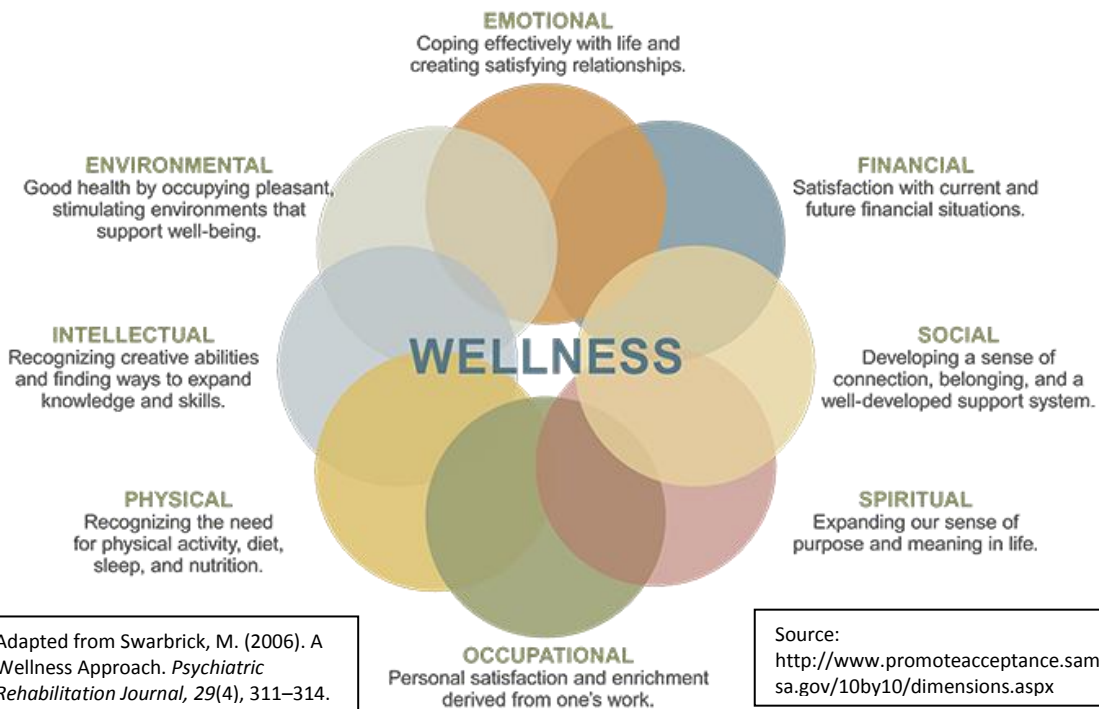 EMOTIONAL
Coping effectively with life and
creating satisfying relationships.
ENVIRONMENTAL
Good health by occupying pleasant,
stimulating environments that
support well-being.
FINANCIAL
Satisfaction with current and
future financial situations.
INTELLECTUAL
Recognizing creative abilities
and finding ways to expand
knowledge and skills.
WELLNESS
SOCIAL
Developing a sense of
connection, belonging, and a
well-developed support system.
PHYSICAL
Recognizing the need
for physical activity, diet,
sleep, and nutrition.
SPIRITUAL
Expanding our sense of
purpose and meaning in life.
OCCUPATIONAL
Personal satisfaction and enrichment
derived from one's work.
Adapted from Swarbrick, M. (2006). A
Wellness Approach. Psychiatric
Rehabilitation Journal, 29(4), 311–314.
Source:
http://www.promoteacceptance.sam
sa.gov/10by10/dimensions.aspx